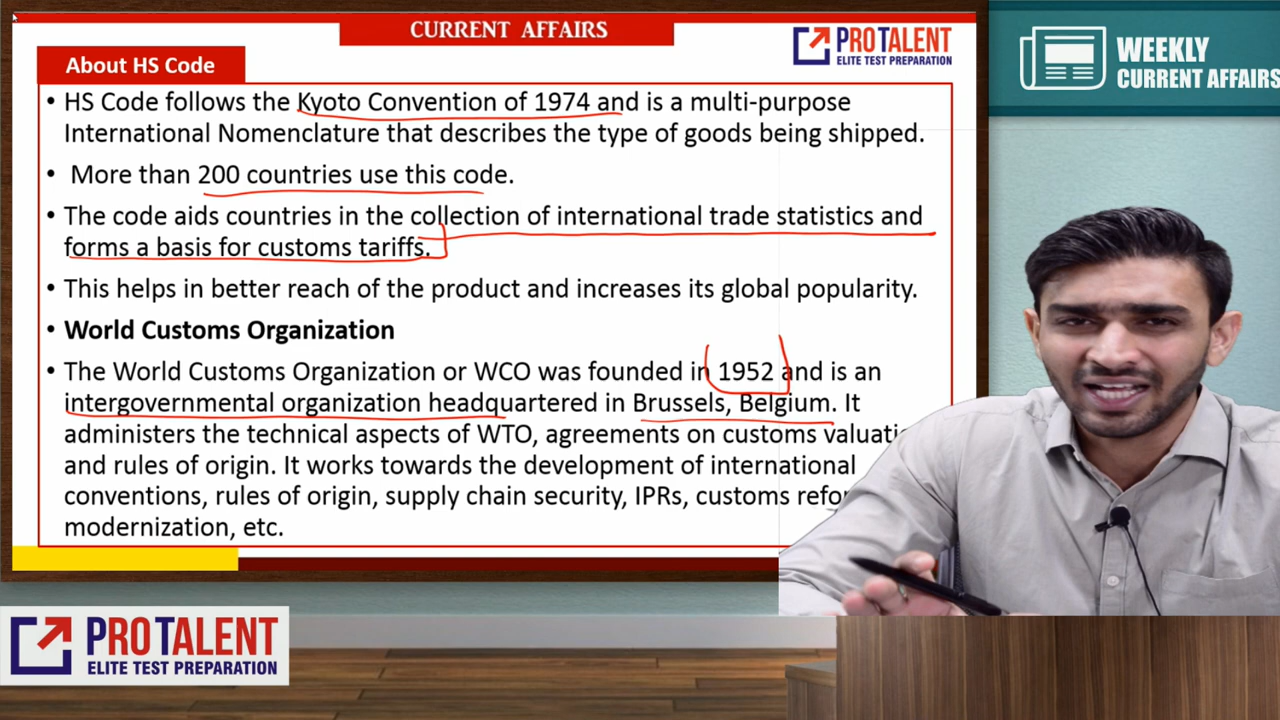 CURRENT AFFAIRS
PROTALENT
ELITE TEST PREPARATION
WEEKLY
CURRENT AFFAIRS
About HS Code
• HS Code follows the Kyoto Convention of 1974 and is a multi-purpose
International Nomenclature that describes the type of goods being shipped.
• More than 200 countries use this code.
• The code aids countries in the collection of international trade statistics and
forms a basis for customs tariffs.
• This helps in better reach of the product and increases its global popularity.
• World Customs Organization
• The World Customs Organization or WCO was founded in 1952 and is an
intergovernmental organization headquartered in Brussels, Belgium. It
administers the technical aspects of WTO, agreements on customs
and rules of origin. It works towards the development of international
conventions, rules of origin, supply chain security, IPRs, customs
modernization, etc.
PROTALENT
ELITE TEST PREPARATION